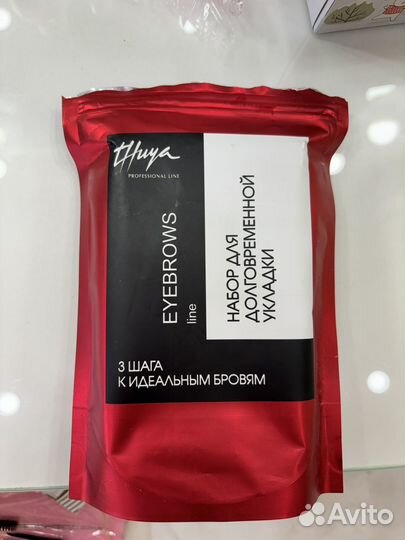 thuya
PROFESSIONAL LINE
EYEBROWS
line
НАБОР ДЛЯ
ДОЛГОВРЕМЕННОЙ
УКЛАДКИ
3 ШАГА
К ИДЕАЛЬНЫМ БРОВЯМ
Avito